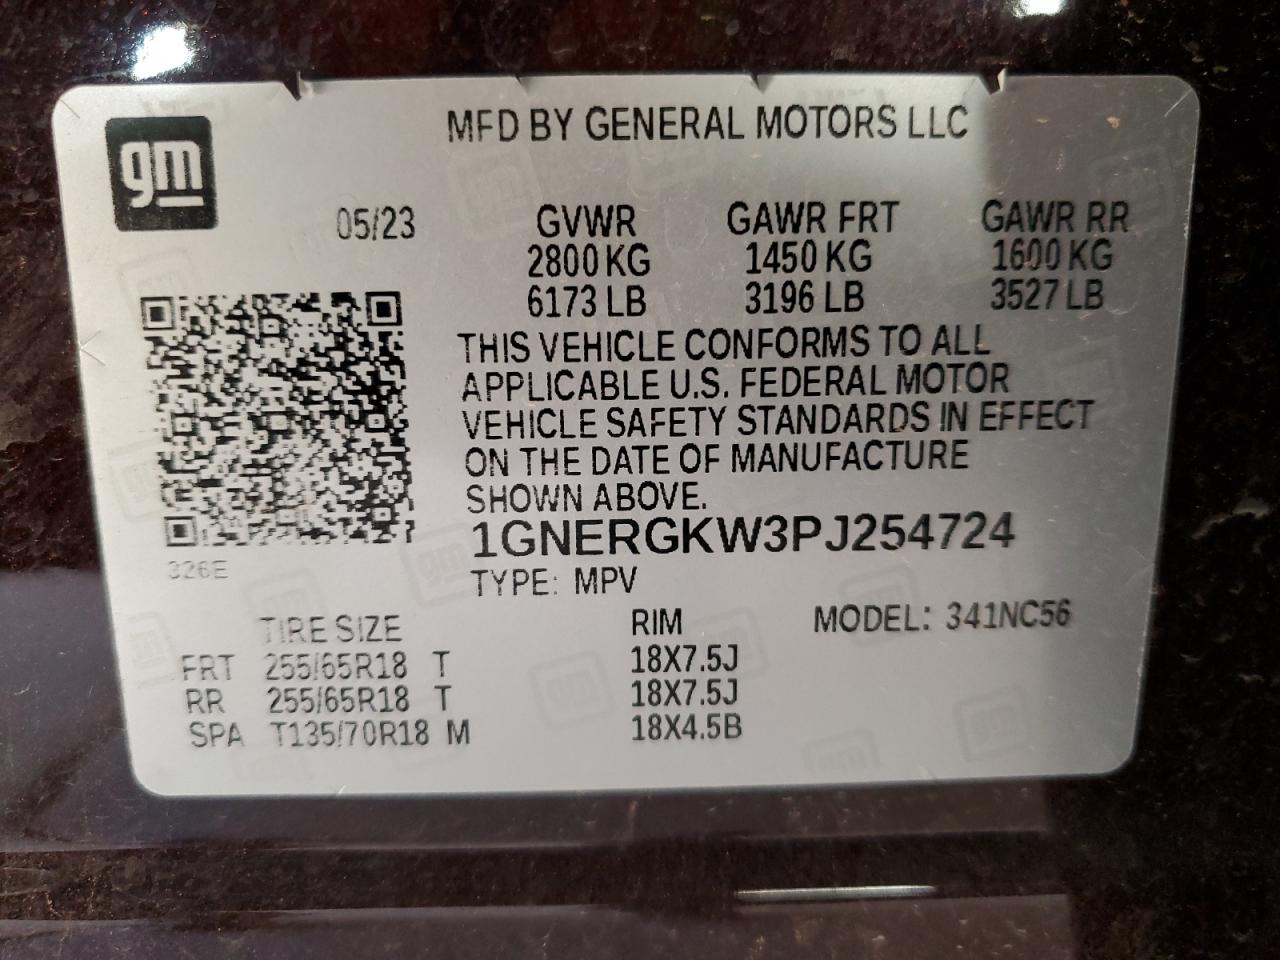 MFD BY GENERAL MOTORS LLC
gm
05/23 GVWR GAWR FRT GAWR RR
2800 KG 1450 KG 1600 KG
6173 LB 3196 LB 3527 LB
THIS VEHICLE CONFORMS TO ALL
APPLICABLE U.S. FEDERAL MOTOR
VEHICLE SAFETY STANDARDS IN EFFECT
ON THE DATE OF MANUFACTURE
SHOWN ABOVE.
1GNERGKW3PJ254724
326E
TYPE: MPV
TIRE SIZE RIM MODEL: 341NC56
FRT 255/65R18 T 18X7.5J
RR 255/65R18 T 18X7.5J
SPA T135/70R18 M 18X4.5B